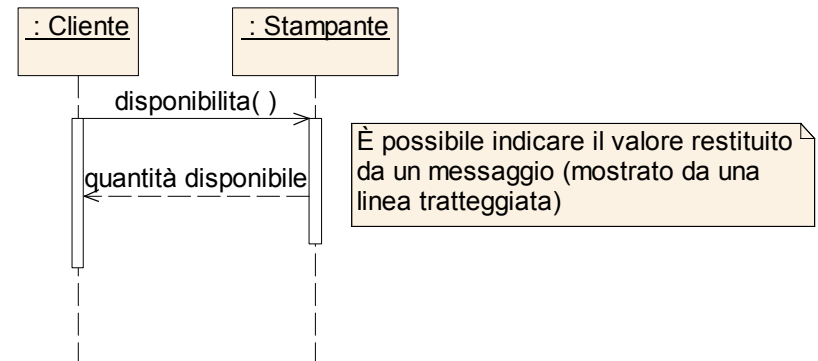 : Cliente
: Stampante
disponibilita( )
quantità disponibile
È possibile indicare il valore restituito
da un messaggio (mostrato da una
linea tratteggiata)